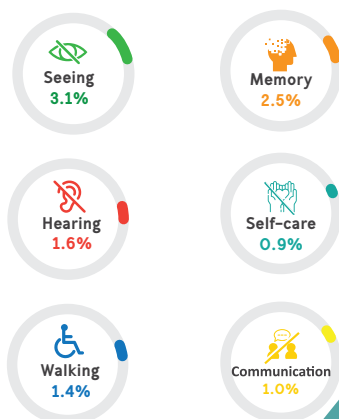 Seeing
3.1%
Memory
2.5%
Hearing
1.6%
Self-care
0.9%
Walking
1.4%
Communication
1.0%